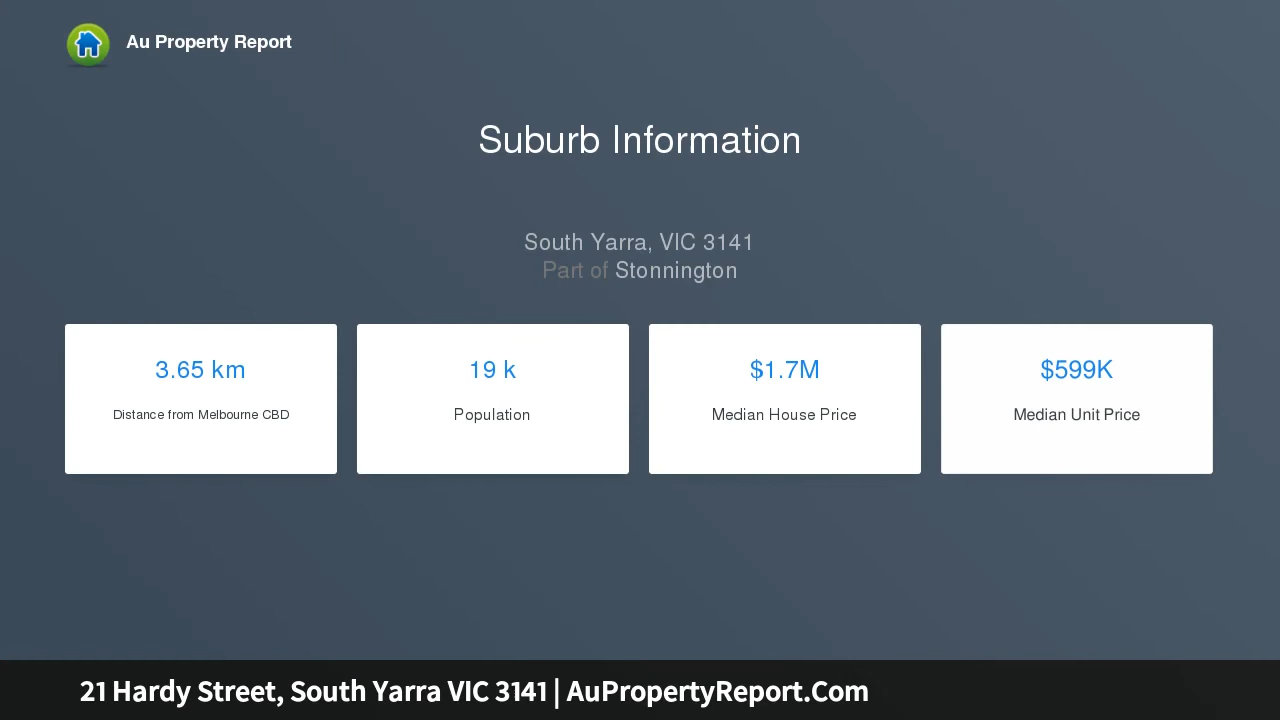 Au Property Report
Suburb Information
South Yarra, VIC 3141
Part of Stonnington
3.65 km
Distance from Melbourne CBD
19 k
Population
$1.7M
Median House Price
$599K
Median Unit Price
21 Hardy Street, South Yarra VIC 3141 | AuPropertyReport.Com